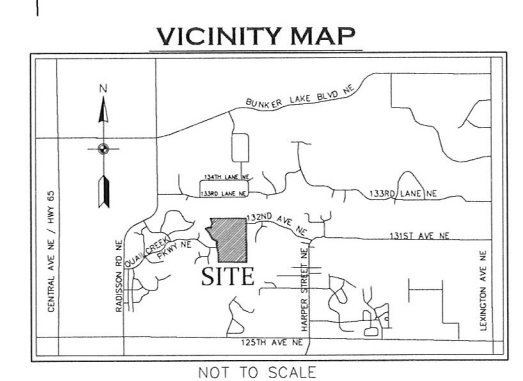 VICINITY MAP
N
BUNKER LAKE BLVD NE
134TH LANE NE
133RD LANE NE
133RD LANE NE
132ND AVE NE
131ST AVE NE
QUAIL CREEK
PKWY NE
SITE
CENTRAL AVE NE / HWY 65
RADISSON RD NE
HARPER STREET NE
LEXINGTON AVE NE
125TH AVE NE
NOT TO SCALE